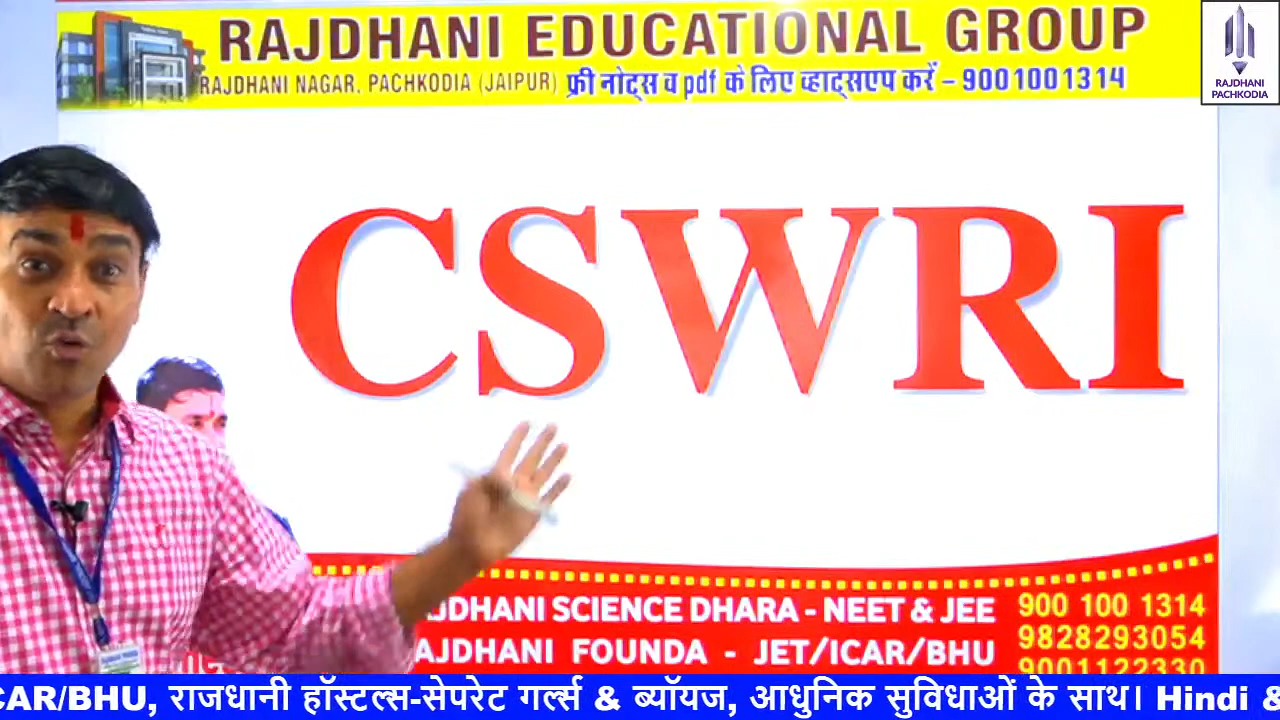 RAJDHANI EDUCATIONAL GROUP
RAJDHANI NAGAR, PACHKODIA (JAIPUR) फ्री नोट्स व pdf के लिए व्हाट्सएप करें – 9001001314
RAJDHANI
PACHKODIA
CSWRI
JDHANI SCIENCE DHARA - NEET & JEE 900 100 1314
AJDHANI FOUNDA - JET/ICAR/BHU 9828293054
9001122330
CAR/BHU, राजधानी हॉस्टल्स-सेपरेट गर्ल्स & ब्यॉयज, आधुनिक सुविधाओं के साथ। Hindi &